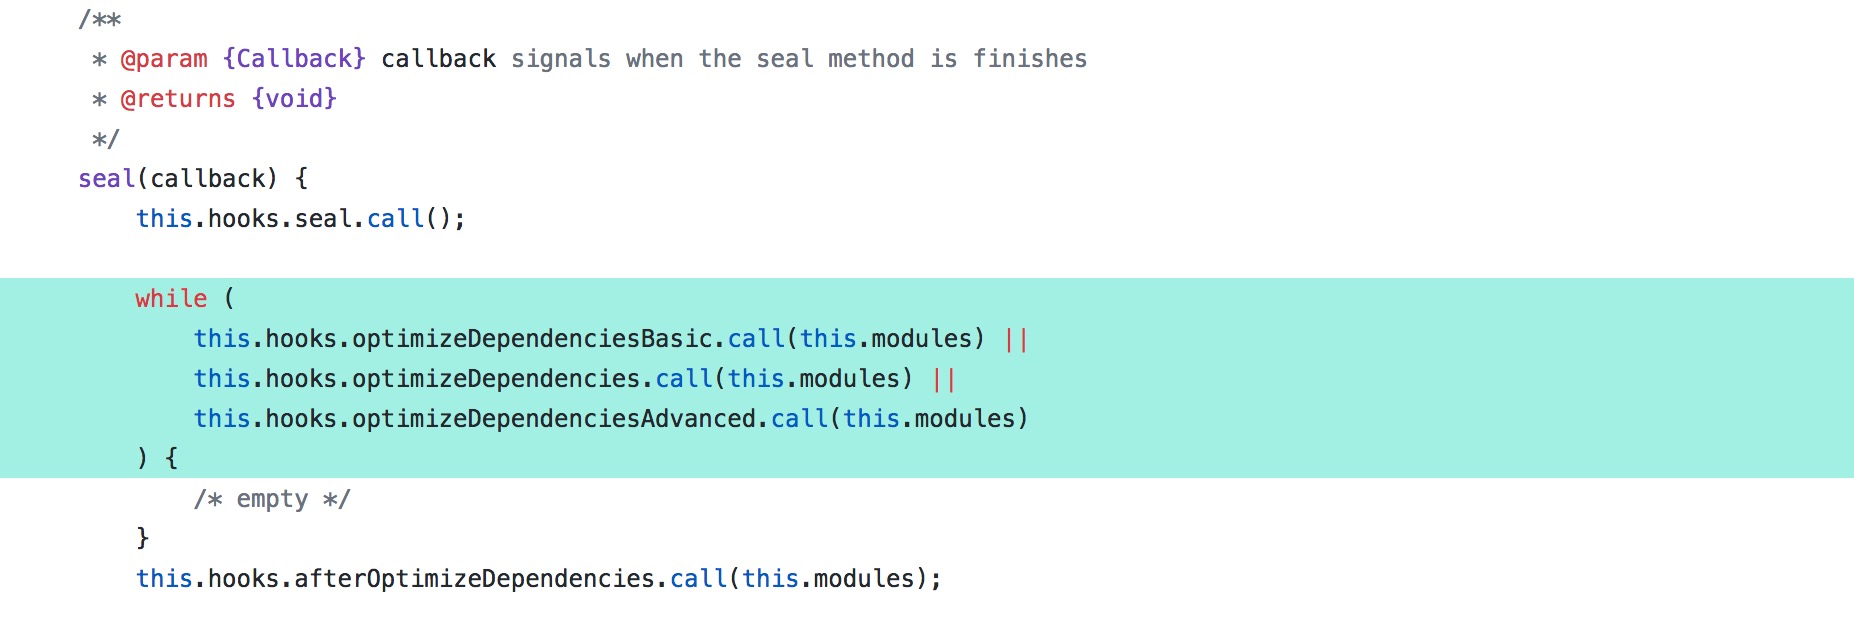 /**
 * @param {Callback} callback signals when the seal method is finishes
 * @returns {void}
 */
seal(callback) {
    this.hooks.seal.call();
    while (
        this.hooks.optimizeDependenciesBasic.call(this.modules) ||
        this.hooks.optimizeDependencies.call(this.modules) ||
        this.hooks.optimizeDependenciesAdvanced.call(this.modules)
    ) {
        /* empty */
    }
    this.hooks.afterOptimizeDependencies.call(this.modules);